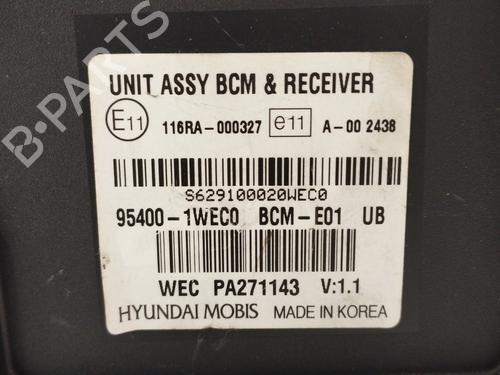 B-PARTS
UNIT ASSY BCM & RECEIVER
E11 116RA-000327 e11 A-00 2438
S629100020WEC0
95400-1WEC0 BCM-E01 UB
WEC PA271143 V:1.1
HYUNDAI MOBIS MADE IN KOREA